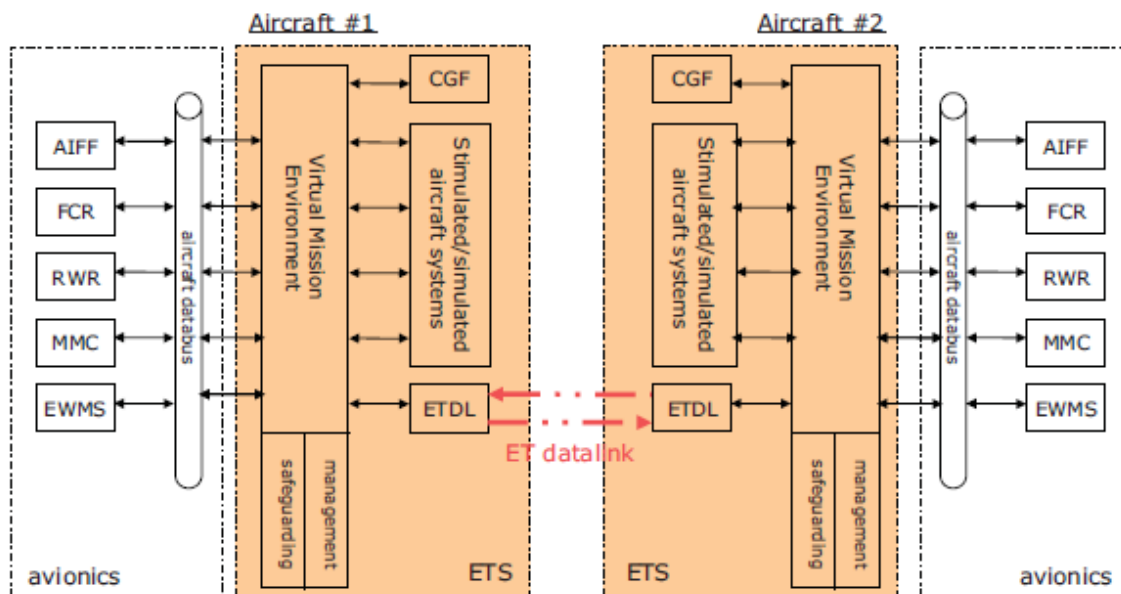 Aircraft #1
Aircraft #2
AIFF
FCR
RWR
MMC
EWMS
aircraft databus
avionics
Virtual Mission
Environment
safeguarding
management
CGF
Stimulated/simulated
aircraft systems
ETDL
ETS
ET datalink
CGF
Stimulated/simulated
aircraft systems
ETDL
ETS
Virtual Mission
Environment
safeguarding
management
aircraft databus
AIFF
FCR
RWR
MMC
EWMS
avionics